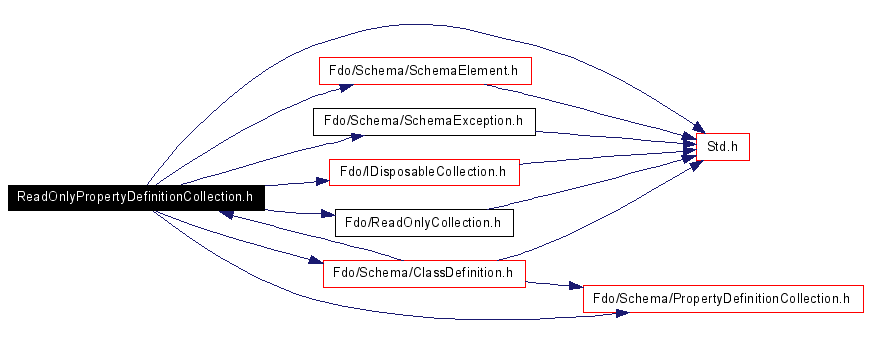 Fdo/Schema/SchemaElement.h
Fdo/Schema/SchemaException.h
Std.h
Fdo/IDisposableCollection.h
ReadOnlyPropertyDefinitionCollection.h
Fdo/ReadOnlyCollection.h
Fdo/Schema/ClassDefinition.h
Fdo/Schema/PropertyDefinitionCollection.h